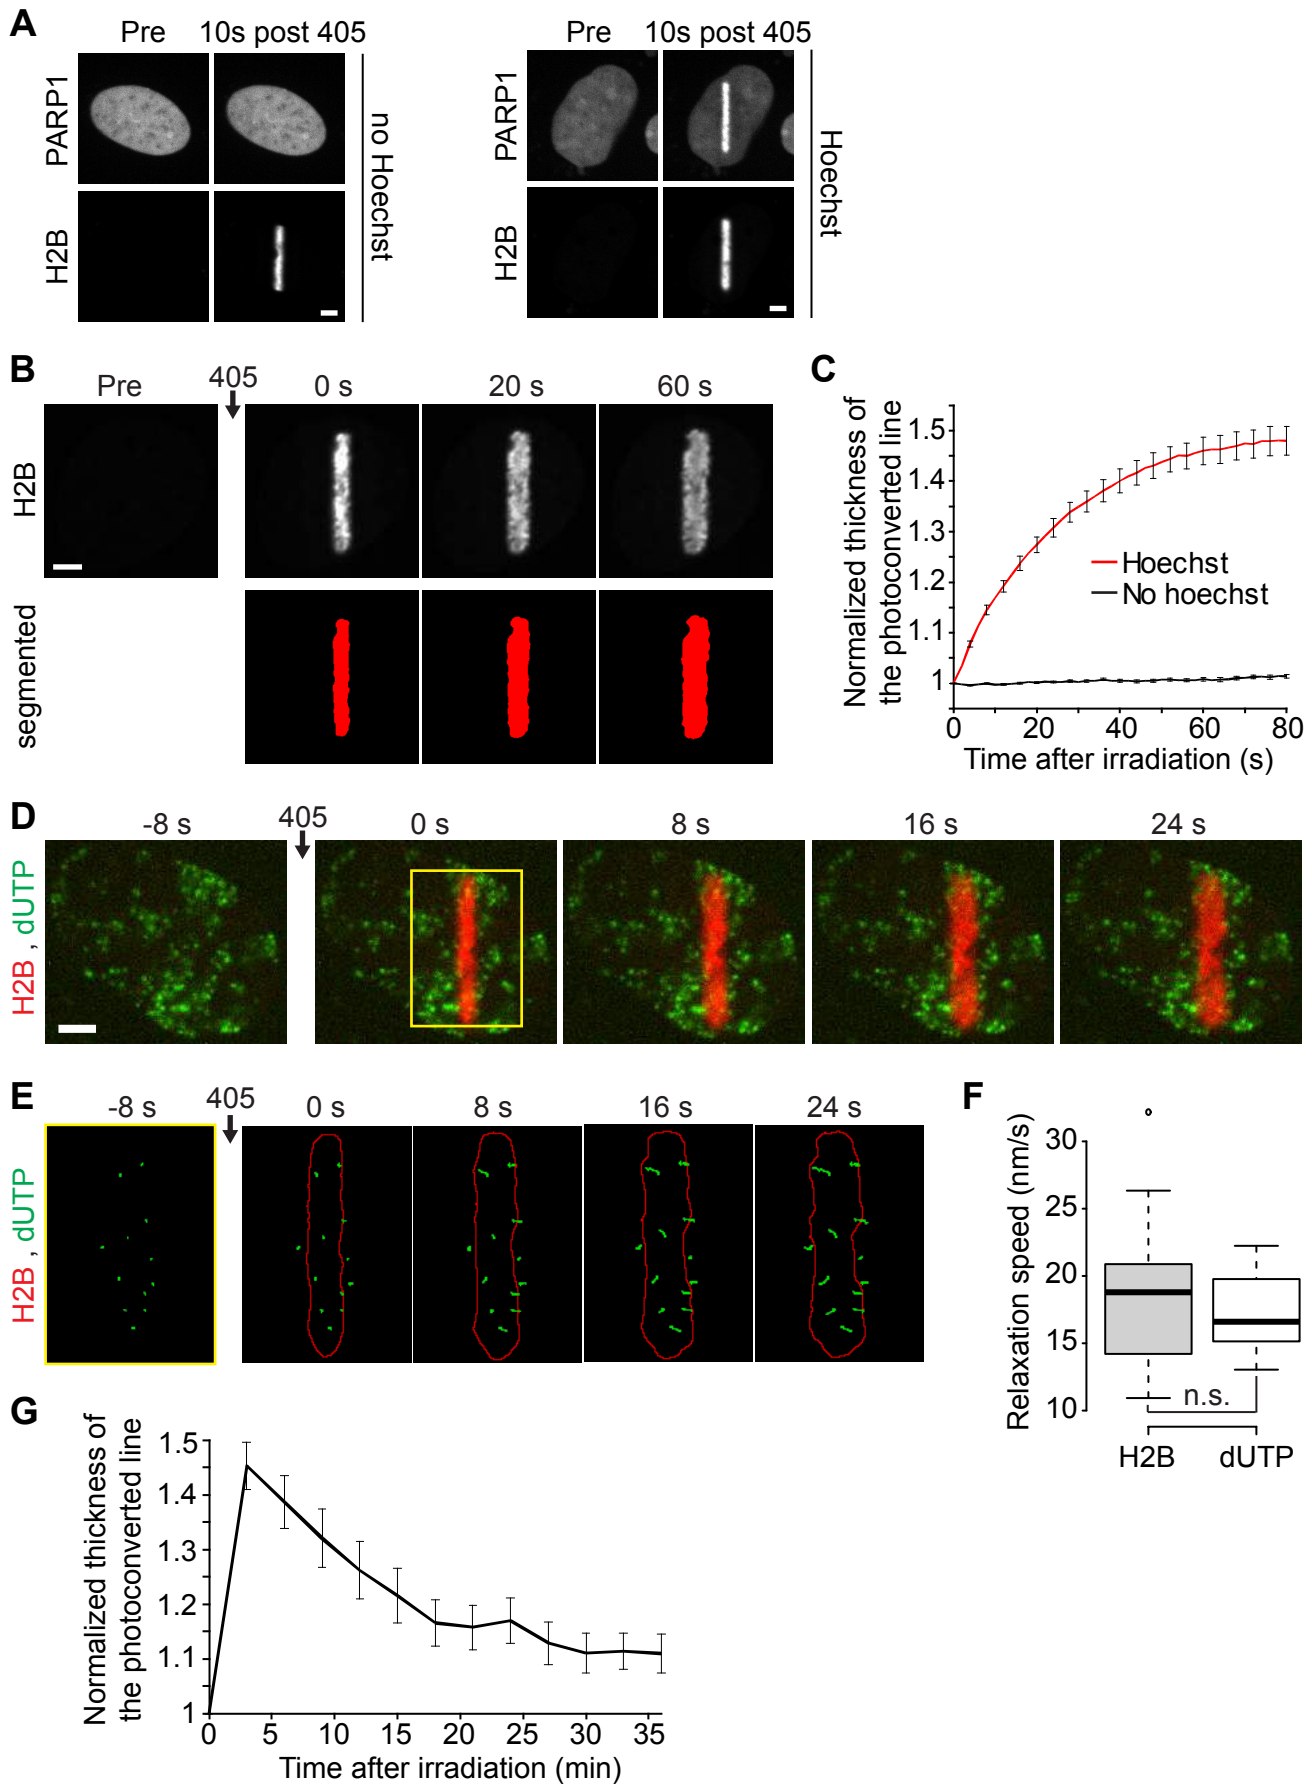 A
Pre
10s post 405
PARP1
H2B
no Hoechst
Pre
10s post 405
PARP1
H2B
Hoechst
B
Pre
405
0 s
20 s
60 s
H2B
segmented
C
Normalized thickness of
the photoconverted line
1.5
1.4
1.3
1.2
1.1
1
Hoechst
No hoechst
0
20
40
60
80
Time after irradiation (s)
D
-8 s
405
0 s
8 s
16 s
24 s
H2B , dUTP
E
-8 s
405
0 s
8 s
16 s
24 s
H2B , dUTP
F
Relaxation speed (nm/s)
30
25
20
15
10
n.s.
H2B
dUTP
G
Normalized thickness of
the photoconverted line
1.5
1.4
1.3
1.2
1.1
1
0
5
10
15
20
25
30
35
Time after irradiation (min)